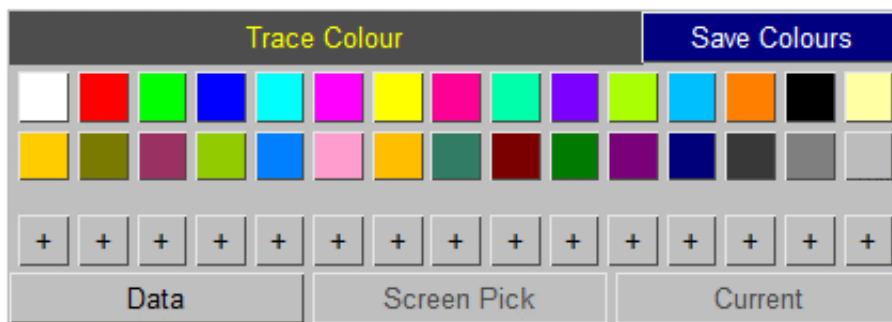 Trace Colour Save Colours
+ + + + + + + + + + + + + + +
Data Screen Pick Current